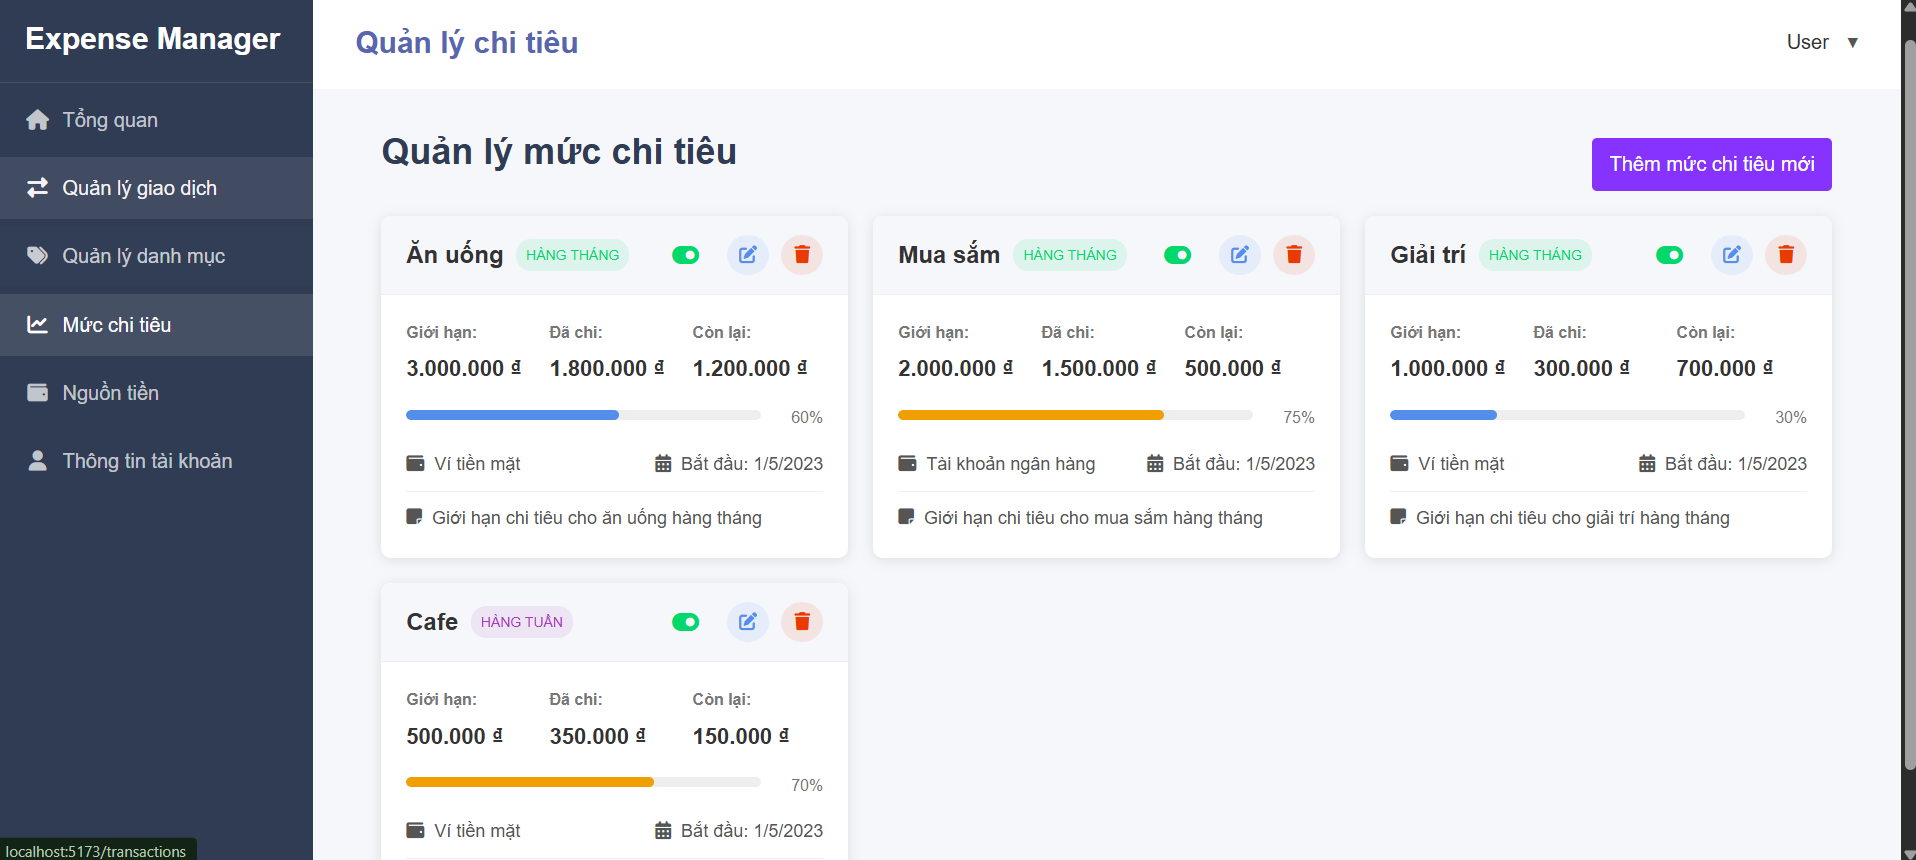 Expense Manager
Quản lý chi tiêu
User ▼
Tổng quan
Quản lý giao dịch
Quản lý danh mục
Mức chi tiêu
Nguồn tiền
Thông tin tài khoản
Quản lý mức chi tiêu
Thêm mức chi tiêu mới
Ăn uống HÀNG THÁNG
Giới hạn: Đã chi: Còn lại:
3.000.000 ₫ 1.800.000 ₫ 1.200.000 ₫
60%
Ví tiền mặt Bắt đầu: 1/5/2023
Giới hạn chi tiêu cho ăn uống hàng tháng
Mua sắm HÀNG THÁNG
Giới hạn: Đã chi: Còn lại:
2.000.000 ₫ 1.500.000 ₫ 500.000 ₫
75%
Tài khoản ngân hàng Bắt đầu: 1/5/2023
Giới hạn chi tiêu cho mua sắm hàng tháng
Giải trí HÀNG THÁNG
Giới hạn: Đã chi: Còn lại:
1.000.000 ₫ 300.000 ₫ 700.000 ₫
30%
Ví tiền mặt Bắt đầu: 1/5/2023
Giới hạn chi tiêu cho giải trí hàng tháng
Cafe HÀNG TUẦN
Giới hạn: Đã chi: Còn lại:
500.000 ₫ 350.000 ₫ 150.000 ₫
70%
Ví tiền mặt Bắt đầu: 1/5/2023
localhost:5173/transactions